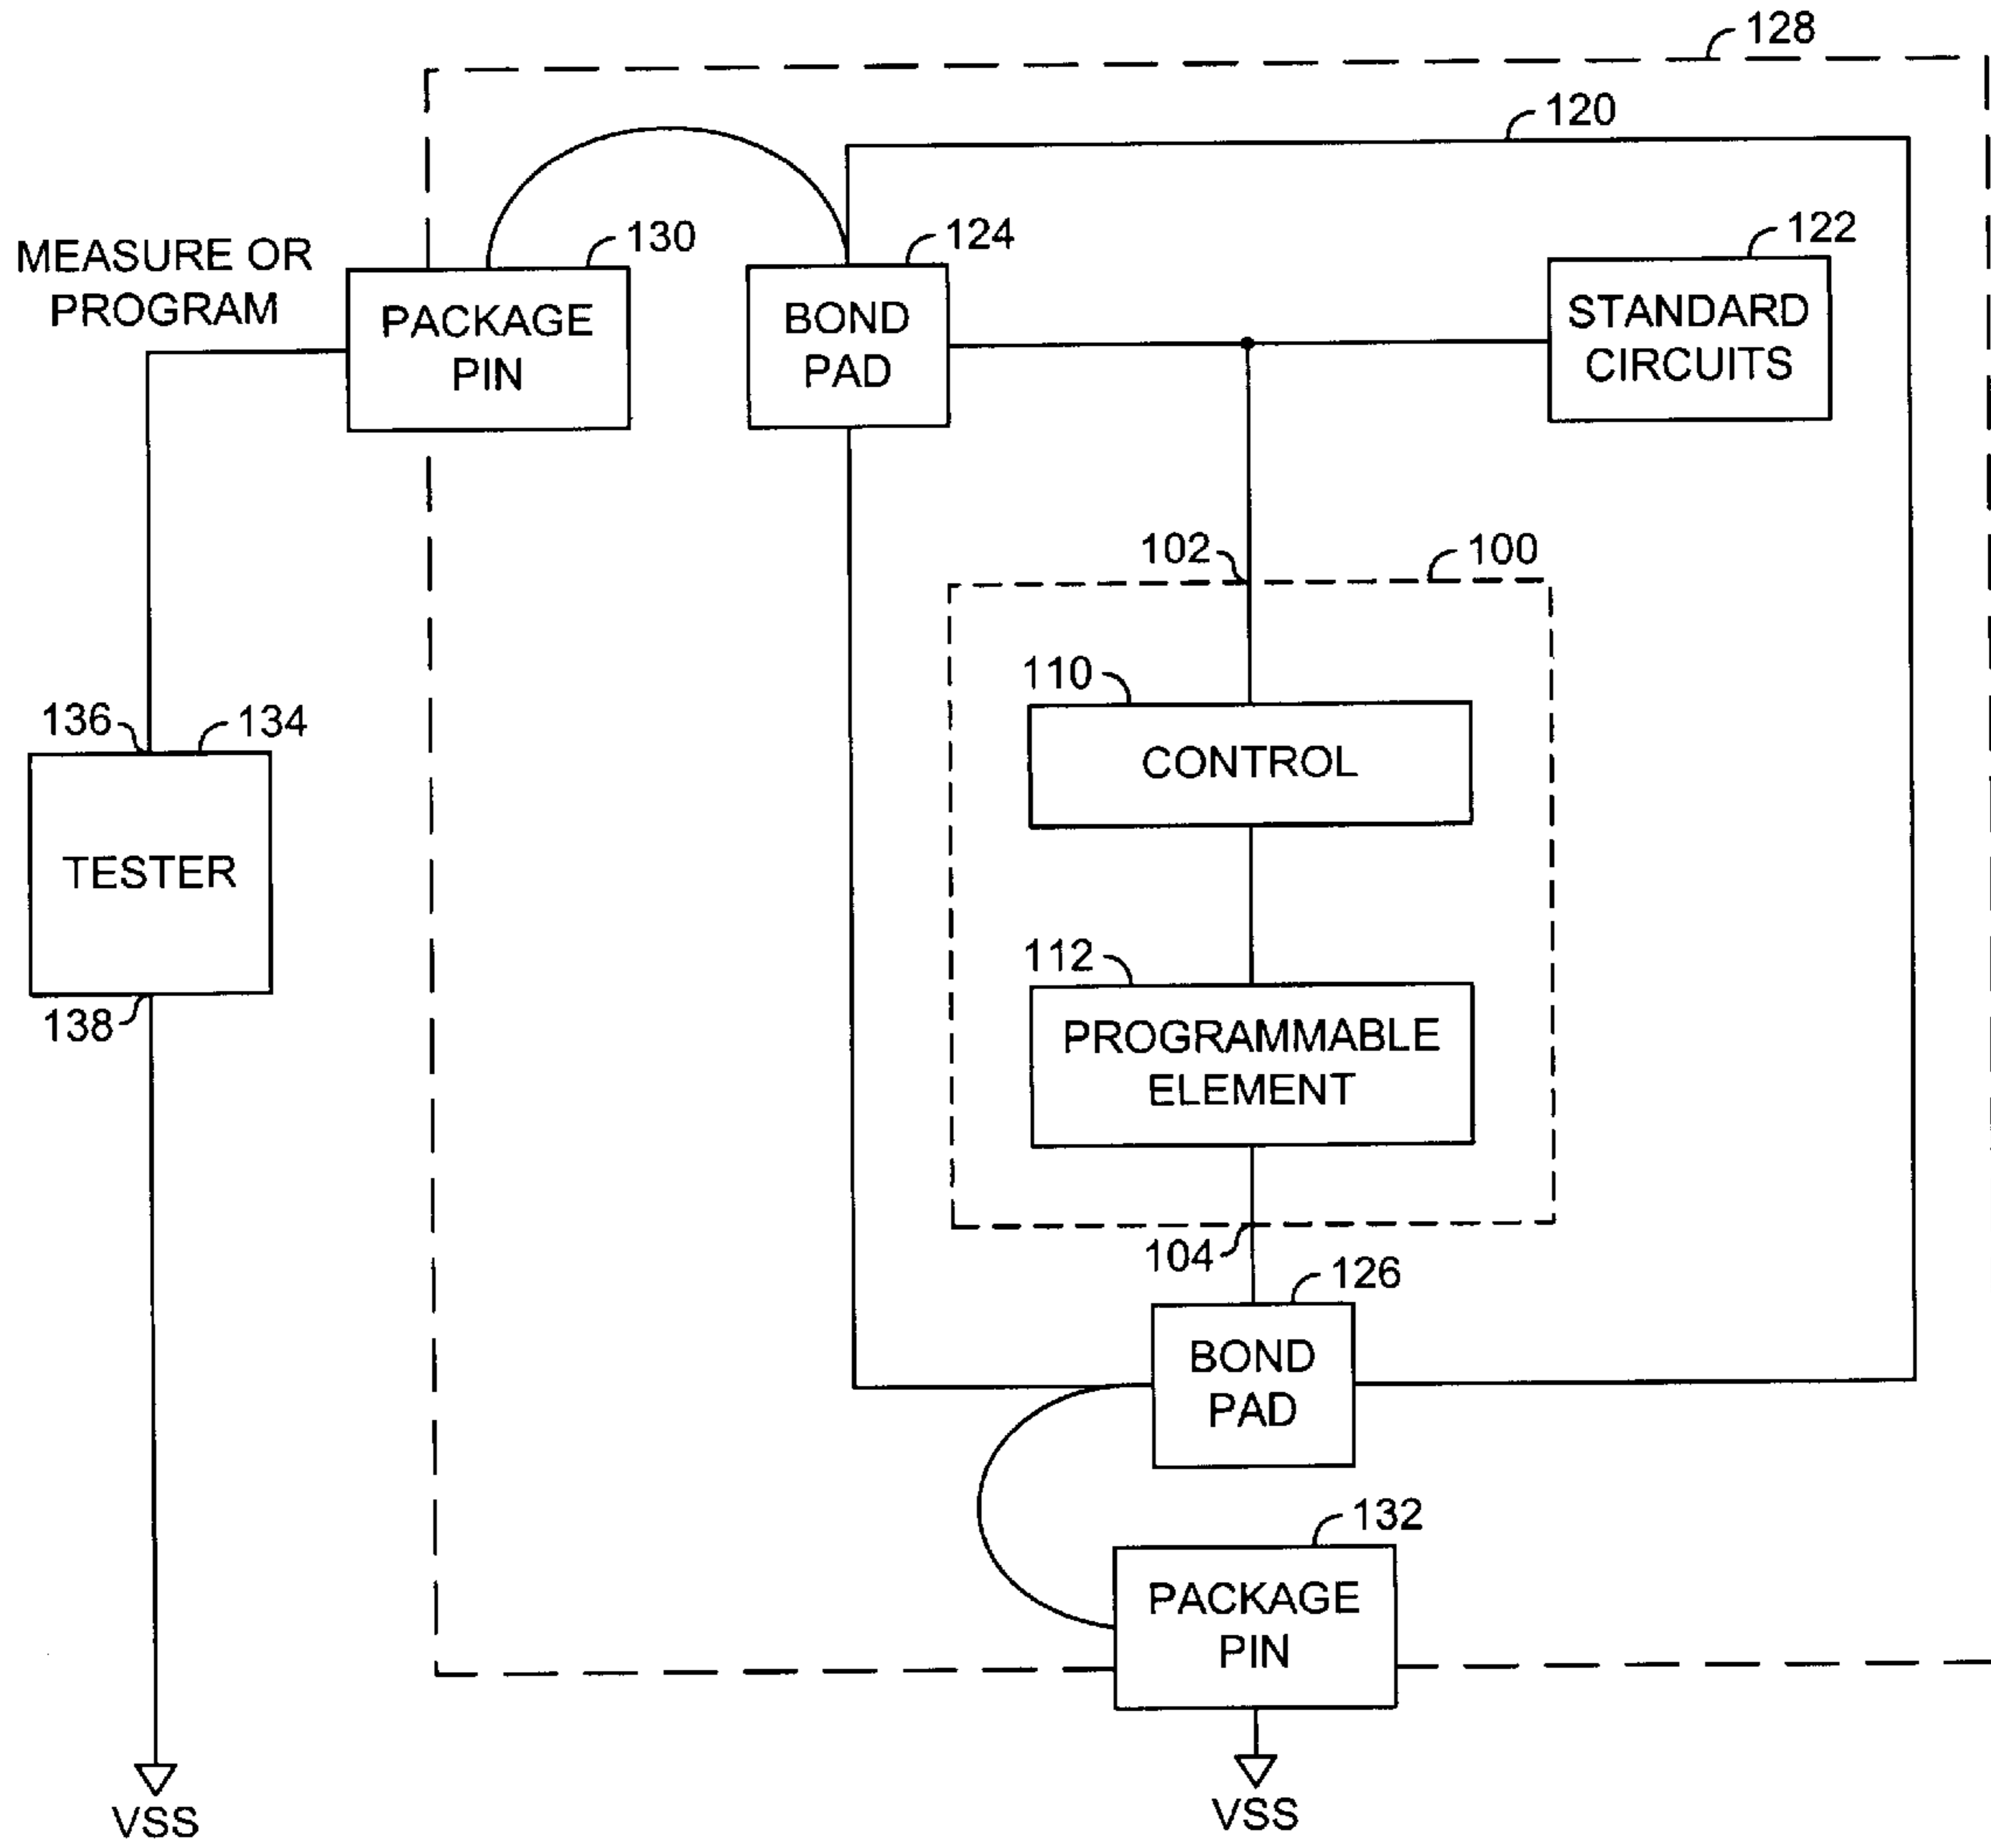 128
120
MEASURE OR
PROGRAM
130
124
122
PACKAGE
PIN
BOND
PAD
STANDARD
CIRCUITS
102
100
110
136
134
CONTROL
TESTER
112
138
PROGRAMMABLE
ELEMENT
104
126
BOND
PAD
132
PACKAGE
PIN
VSS
VSS